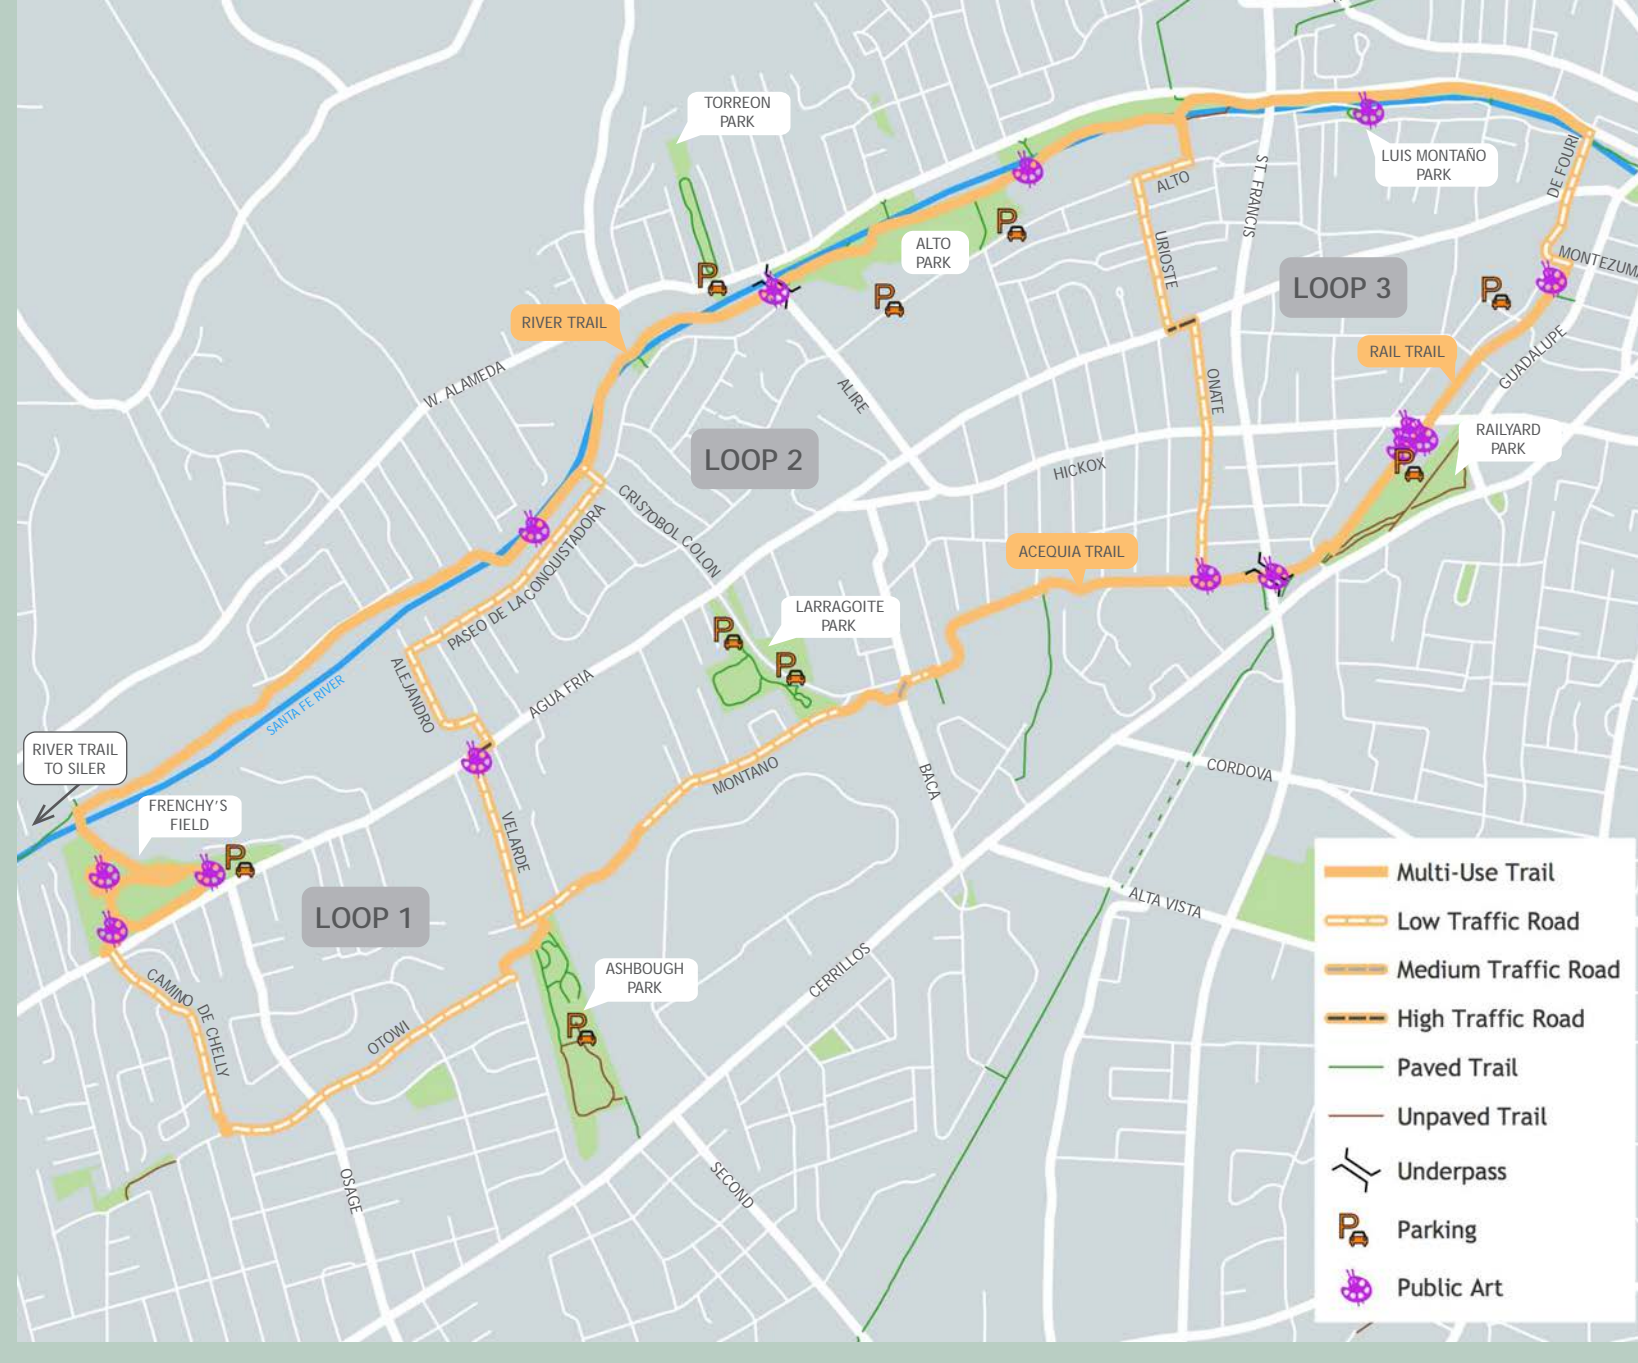 TORREON
PARK
LUIS MONTAÑO
PARK
DE FOURI
ST. FRANCIS
ALTO
ALTO
PARK
URIOSTE
MONTEZUMA
LOOP 3
RIVER TRAIL
RAIL TRAIL
GUADALUPE
W. ALAMEDA
ALIRE
ONATE
RAILYARD
PARK
LOOP 2
HICKOX
CRISTOBOL COLON
PASEO DE LA CONQUISTADORA
ACEQUIA TRAIL
LARRAGOITE
PARK
ALEJANDRO
AGUA FRIA
SANTA FE RIVER
RIVER TRAIL
TO SILER
MONTANO
BACA
CORDOVA
FRENCHY'S
FIELD
VELARDE
LOOP 1
ALTA VISTA
CERRILLOS
ASHBOUGH
PARK
CAMINO DE CHELLY
OTOWI
OSAGE
SECOND
P
P
P
P
P
P
P
P
P
P
Multi-Use Trail
Low Traffic Road
Medium Traffic Road
High Traffic Road
Paved Trail
Unpaved Trail
Underpass
Parking
Public Art